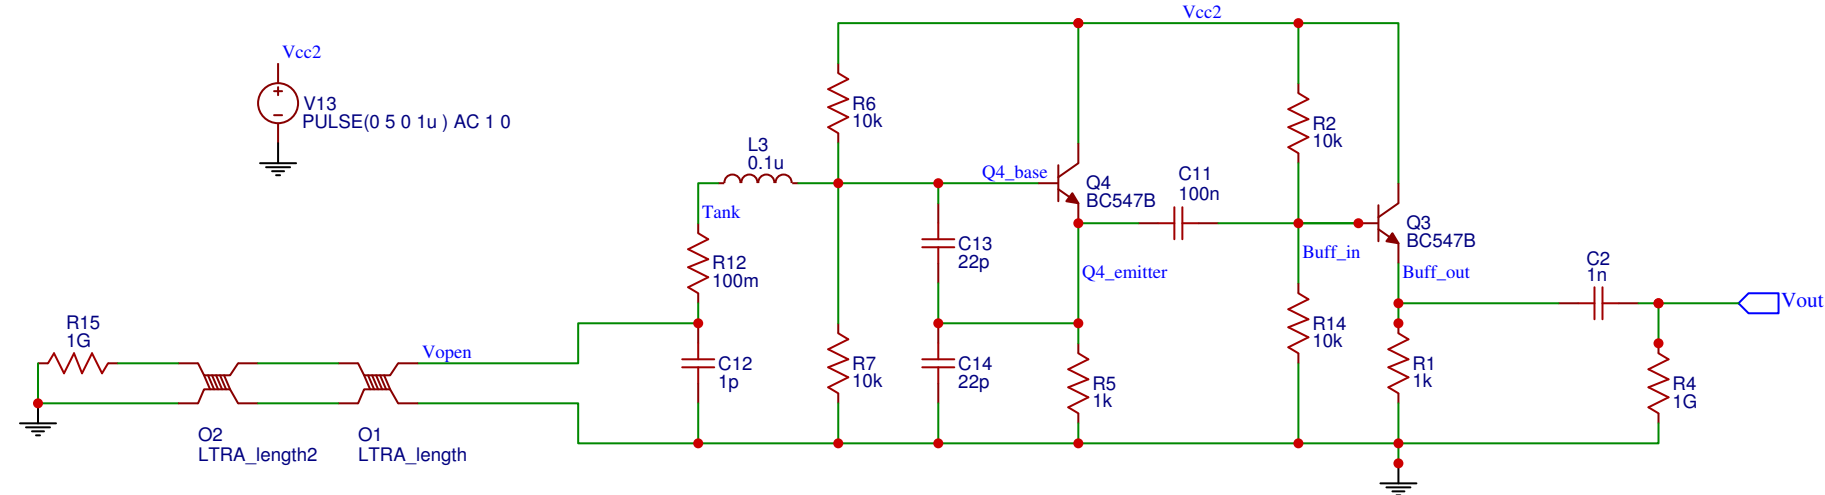 Vcc2
Vcc2
V13
PULSE(0 5 0 1u ) AC 1 0
R6
10k
R2
10k
L3
0.1u
Q4_base
Q4
BC547B
C11
100n
Tank
Q3
BC547B
C13
22p
R12
100m
Q4_emitter
Buff_in
Buff_out
C2
1n
Vout
R15
1G
Vopen
C12
1p
R7
10k
C14
22p
R5
1k
R14
10k
R1
1k
R4
1G
O2
LTRA_length2
O1
LTRA_length